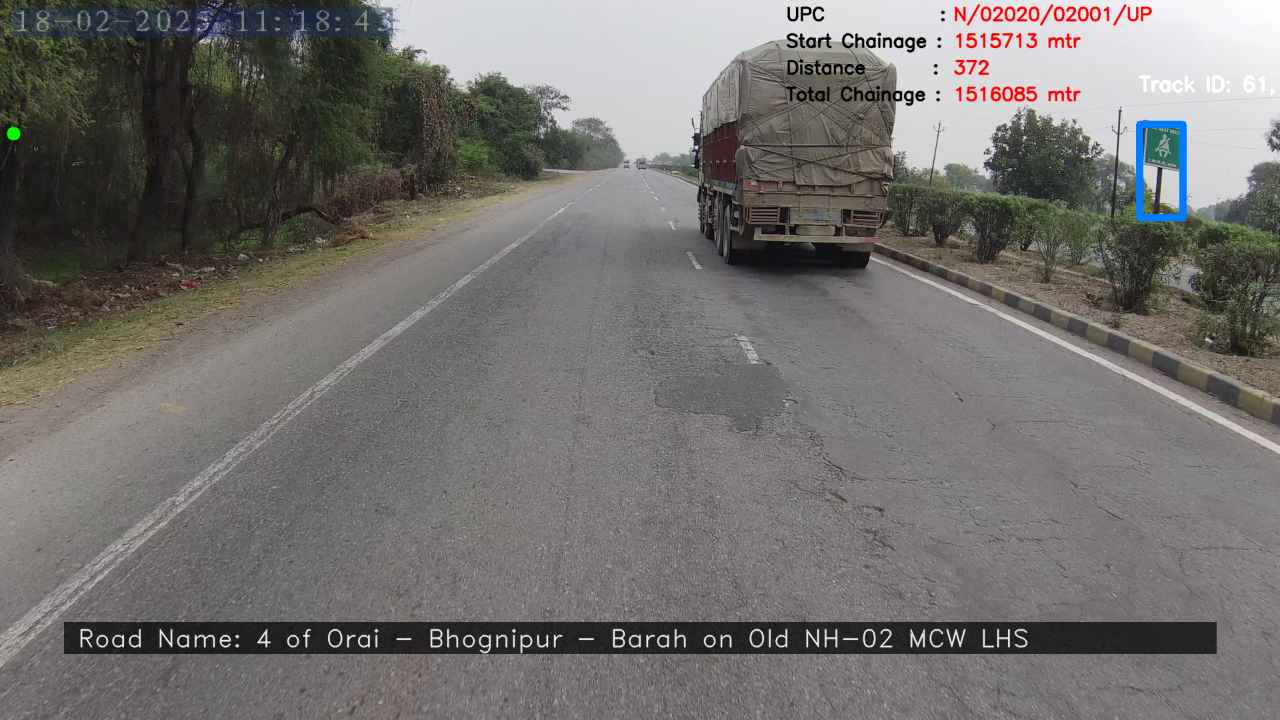 18-02-2025 11:18:43
UPC : N/02020/02001/UP
Start Chainage : 1515713 mtr
Distance : 372
Total Chainage : 1516085 mtr
Track ID: 61,
Road Name: 4 of Orai - Bhognipur - Barah on Old NH-02 MCW LHS